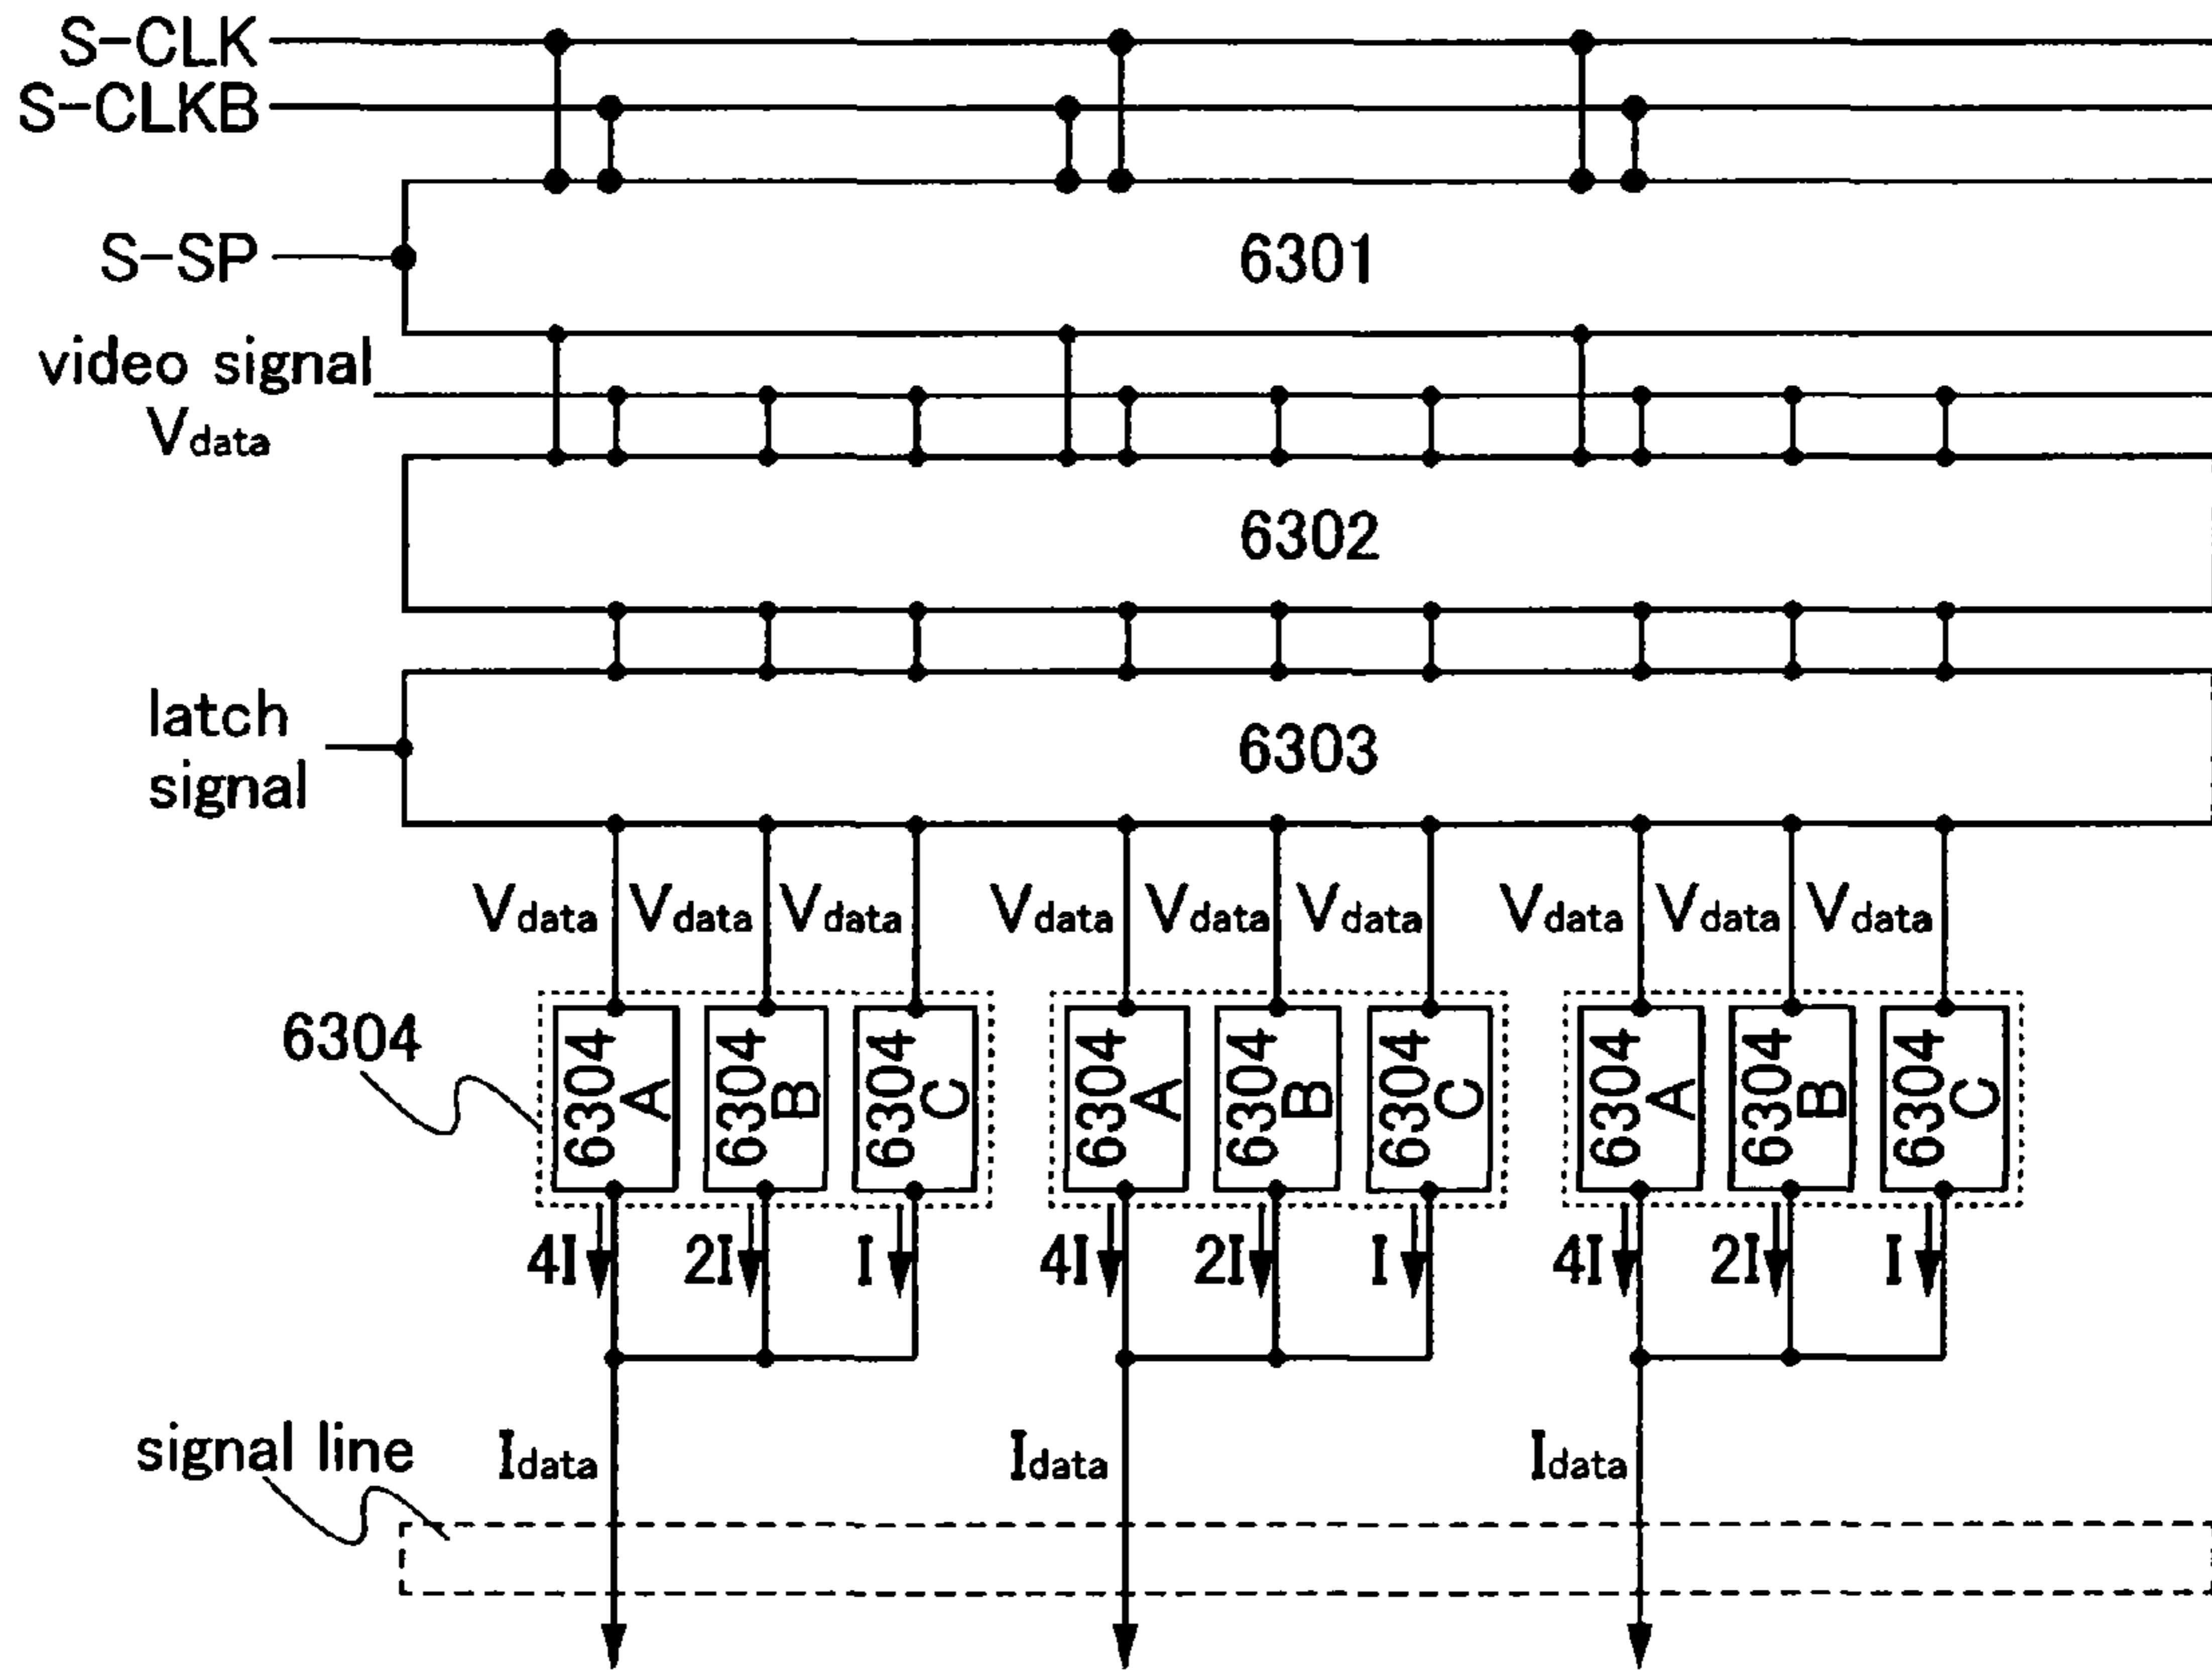 S-CLK
S-CLKB
S-SP
6301
video signal
Vdata
6302
latch
signal
6303
Vdata Vdata Vdata Vdata Vdata Vdata Vdata Vdata Vdata
6304
6304 A 6304 B 6304 C 6304 A 6304 B 6304 C 6304 A 6304 B 6304 C
4I 2I I 4I 2I I 4I 2I I
signal line
Idata Idata Idata